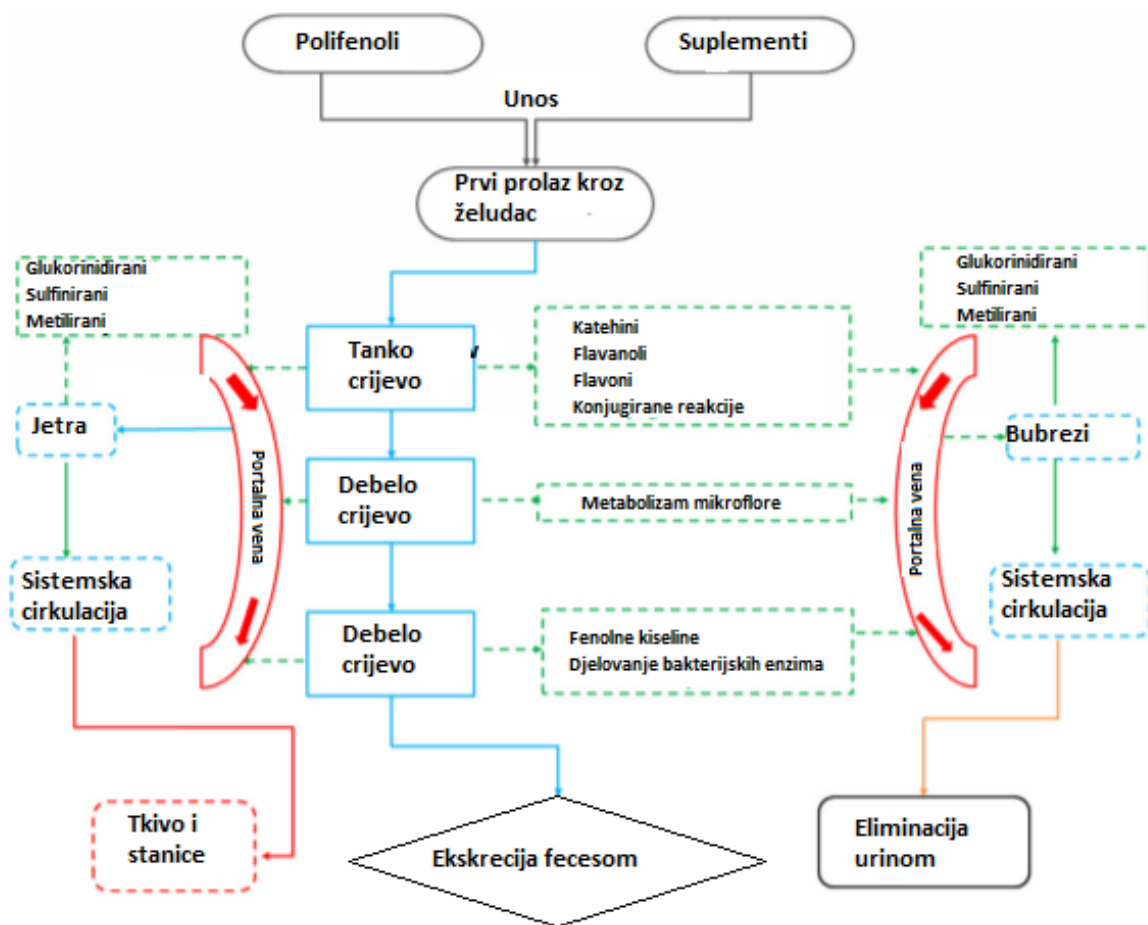 Polifenoli
Suplementi
Unos
Prvi prolaz kroz
želudac
Glukorinidirani
Sulfinirani
Metilirani
Glukorinidirani
Sulfinirani
Metilirani
Tanko
crijevo
Katehini
Flavanoli
Flavoni
Konjugirane reakcije
Jetra
Bubrezi
Portalna vena
Debelo
crijevo
Metabolizam mikroflore
Portalna vena
Sistemska
cirkulacija
Sistemska
cirkulacija
Debelo
crijevo
Fenolne kiseline
Djelovanje bakterijskih enzima
Tkivo i
stanice
Ekskrecija fecesom
Eliminacija
urinom